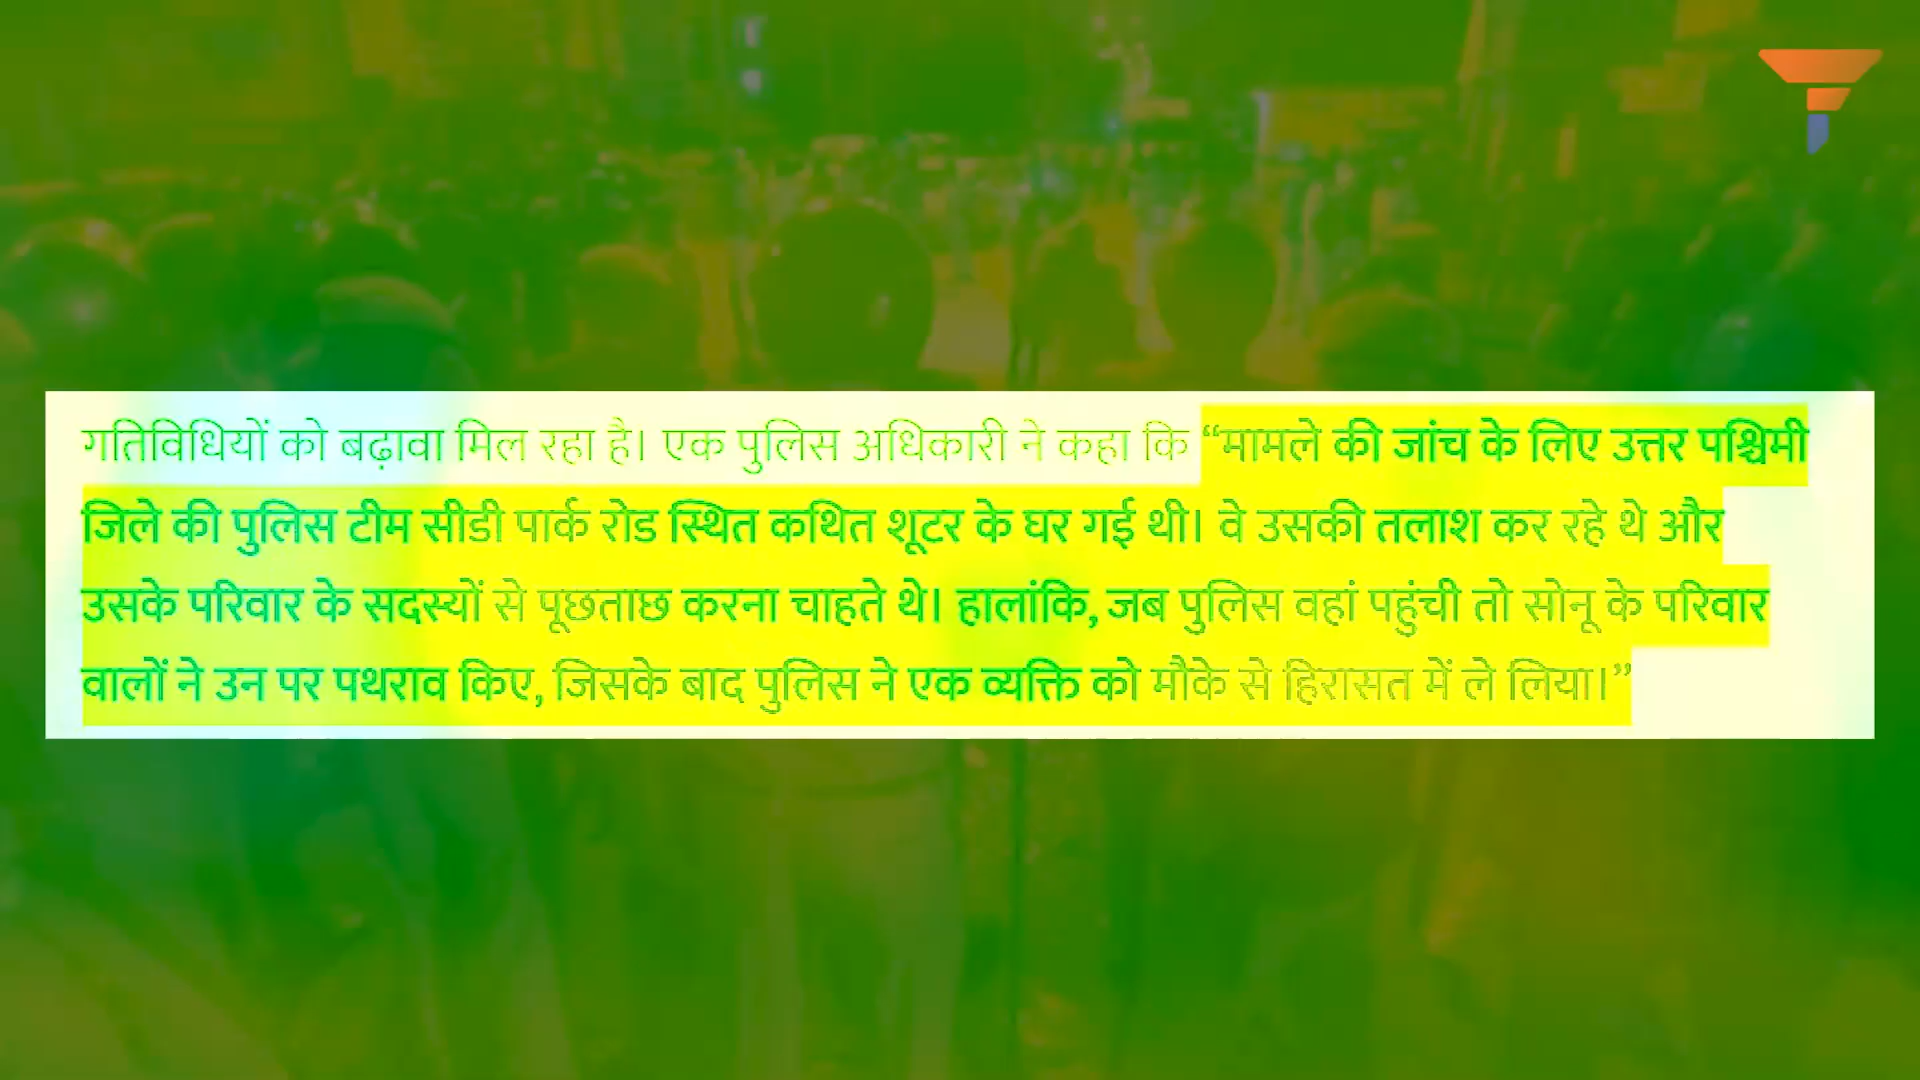 गतिविधियों को बढ़ावा मिल रहा है। एक पुलिस अधिकारी ने कहा कि “मामले की जांच के लिए उत्तर पश्चिमी
जिले की पुलिस टीम सीडी पार्क रोड स्थित कथित शूटर के घर गई थी। वे उसकी तलाश कर रहे थे और
उसके परिवार के सदस्यों से पूछताछ करना चाहते थे। हालांकि, जब पुलिस वहां पहुंची तो सोनू के परिवार
वालों ने उन पर पथराव किए, जिसके बाद पुलिस ने एक व्यक्ति को मौके से हिरासत में ले लिया।”